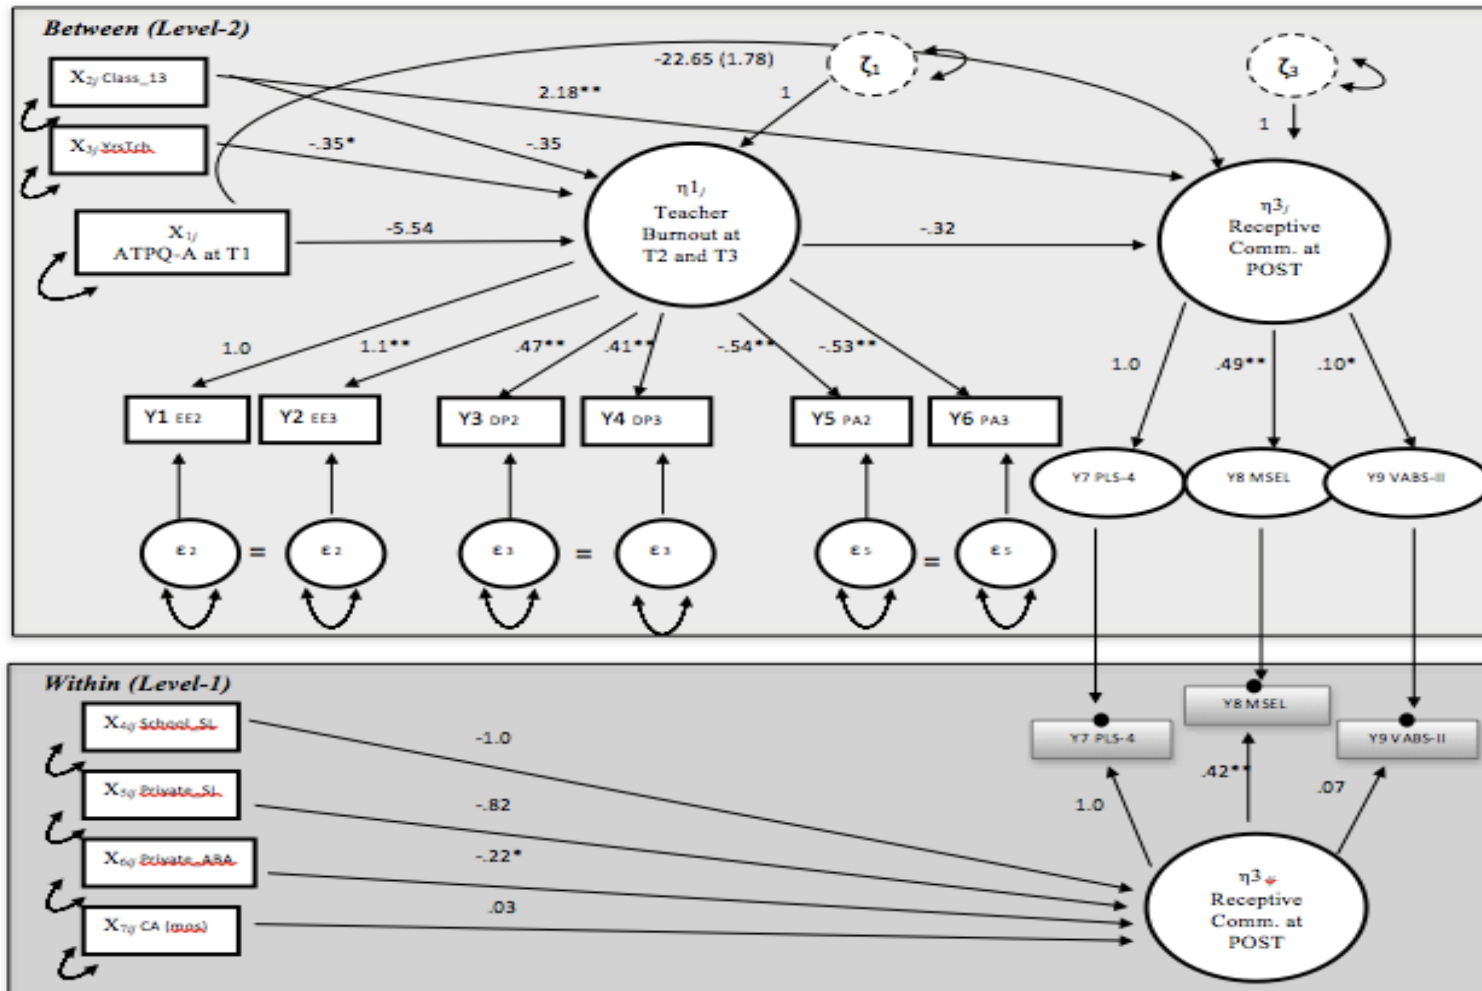 Between (Level-2)
X2j Class_13
X3j YrsTch
X1j
ATPQ-A at T1
-22.65 (1.78)
2.18**
-.35*
-.35
-5.54
ζ1
1
ζ3
1
η1j
Teacher
Burnout at
T2 and T3
-.32
η3j
Receptive
Comm. at
POST
1.0
1.1**
.47**
.41**
-.54**
-.53**
1.0
.49**
.10*
Y1 EE2
Y2 EE3
Y3 DP2
Y4 DP3
Y5 PA2
Y6 PA3
Y7 PLS-4
Y8 MSEL
Y9 VABS-II
ε2 = ε2
ε3 = ε3
ε5 = ε5
Within (Level-1)
X4ij School_SL
X5ij Private_SL
X6ij Private_ABA
X7ij CA (mos)
-1.0
-.82
-.22*
.03
Y7 PLS-4
Y8 MSEL
Y9 VABS-II
1.0
.42**
.07
η3ij
Receptive
Comm. at
POST